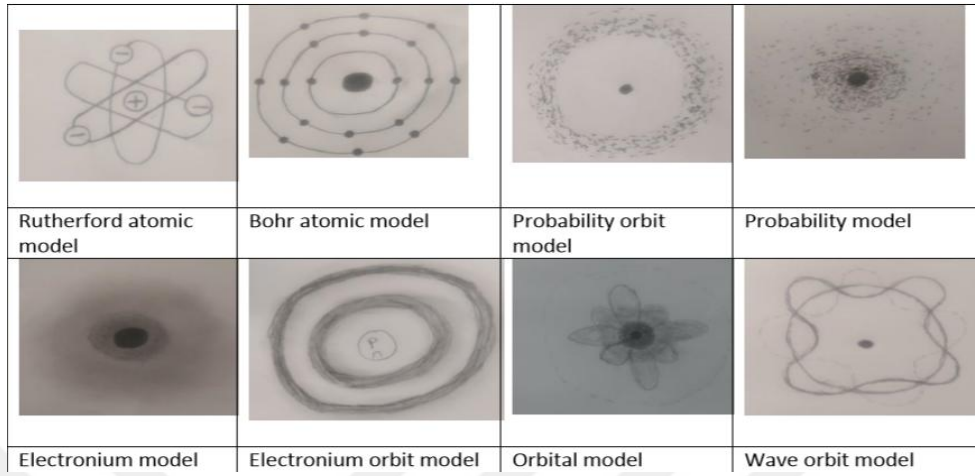 Rutherford atomic
model
Bohr atomic model
Probability orbit
model
Probability model
P
n
Electronium model
Electronium orbit model
Orbital model
Wave orbit model